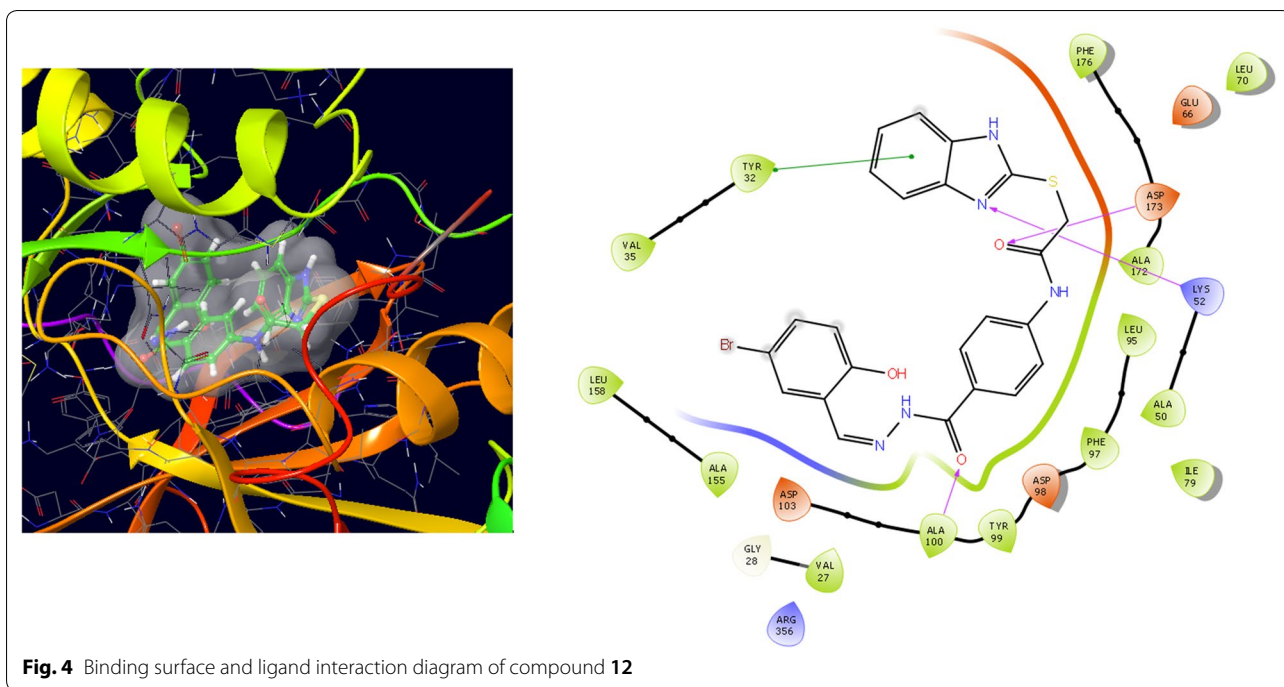 PHE
176
LEU
70
GLU
66
H
N
TYR
32
S
N
ASP
173
VAL
35
O
ALA
172
LYS
52
NH
LEU
95
Br
OH
LEU
158
ALA
50
H
N
N
PHE
97
ILE
79
ALA
155
O
ASP
98
ASP
103
ALA
100
TYR
99
GLY
28
VAL
27
ARG
356
Fig. 4 Binding surface and ligand interaction diagram of compound 12